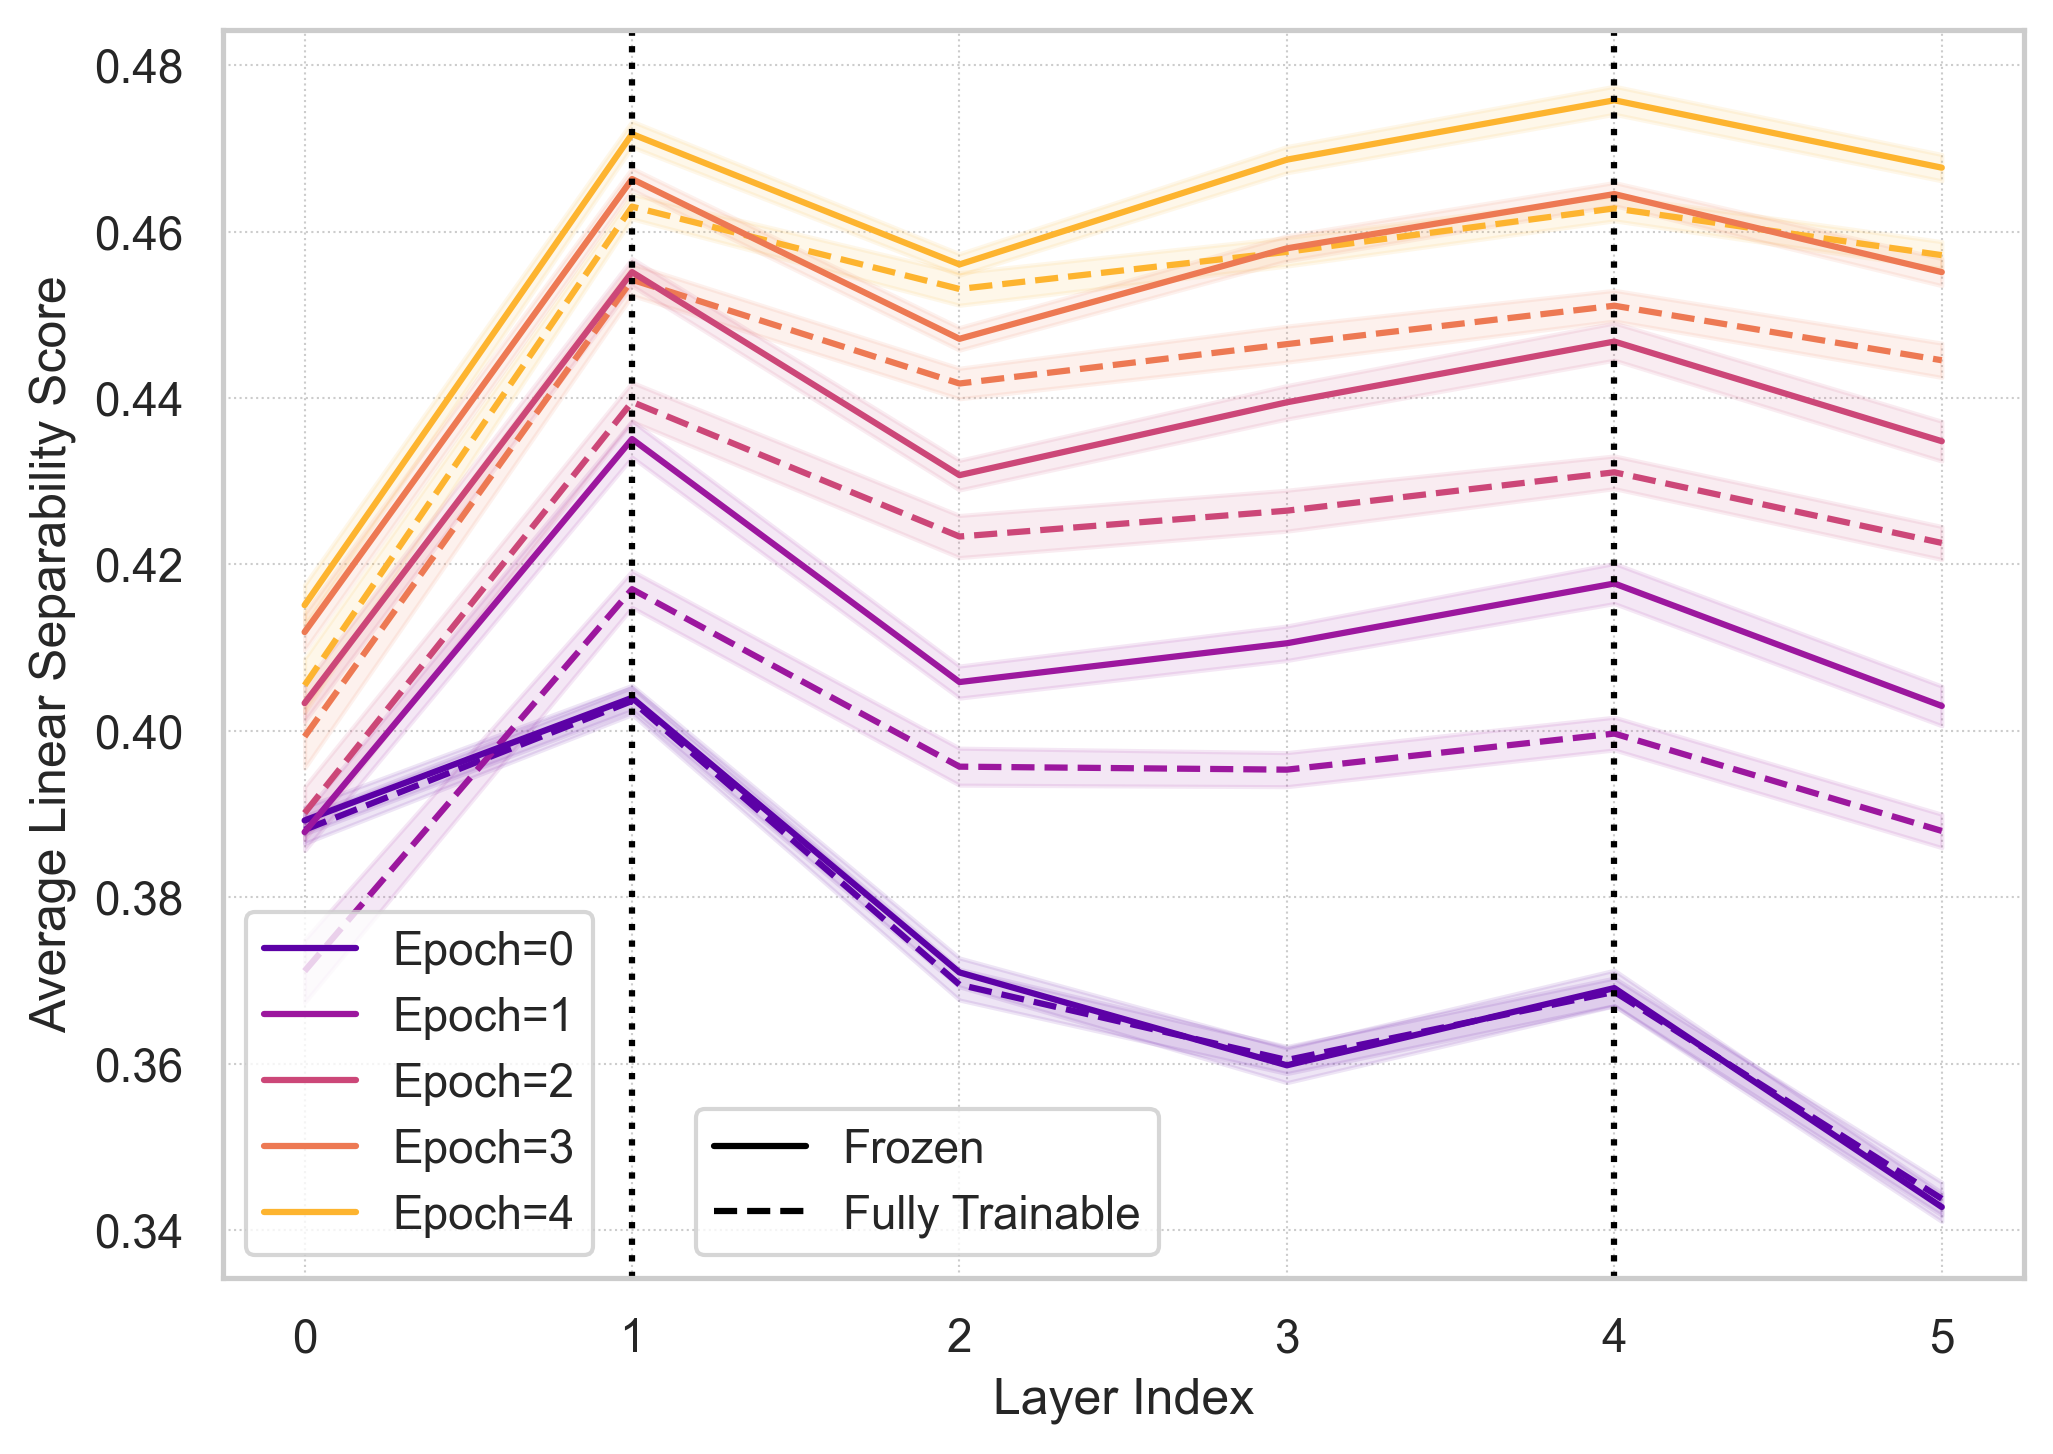 Average Linear Separability Score
0.48
0.46
0.44
0.42
0.40
0.38
0.36
0.34
Epoch=0
Epoch=1
Epoch=2
Epoch=3
Epoch=4
Frozen
Fully Trainable
0 1 2 3 4 5
Layer Index